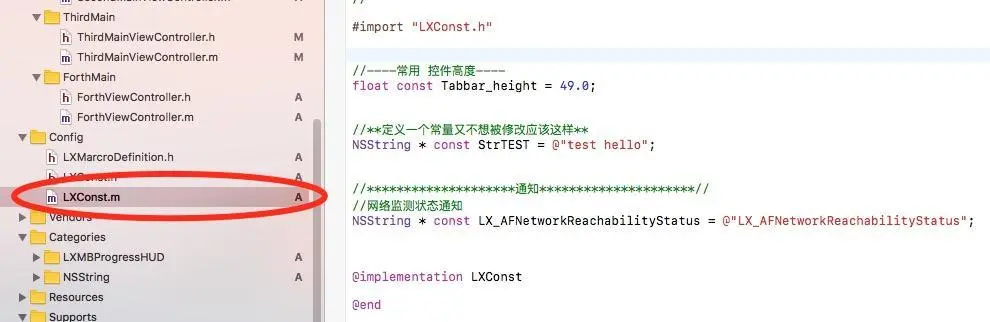 ThirdMain
ThirdMainViewController.h M
ThirdMainViewController.m M
ForthMain
ForthViewController.h A
ForthViewController.m A
Config
LXMarcroDefinition.h A
LXConst.h A
LXConst.m A
Vendors
Categories
LXMBProgressHUD
NSString A
Resources
Supports
//
#import "LXConst.h"
//----常用 控件高度----
float const Tabbar_height = 49.0;
//**定义一个常量又不想被修改应该这样**
NSString * const StrTEST = @"test hello";
//*********************通知*********************//
//网络监测状态通知
NSString * const LX_AFNetworkReachabilityStatus = @"LX_AFNetworkReachabilityStatus";
@implementation LXConst
@end